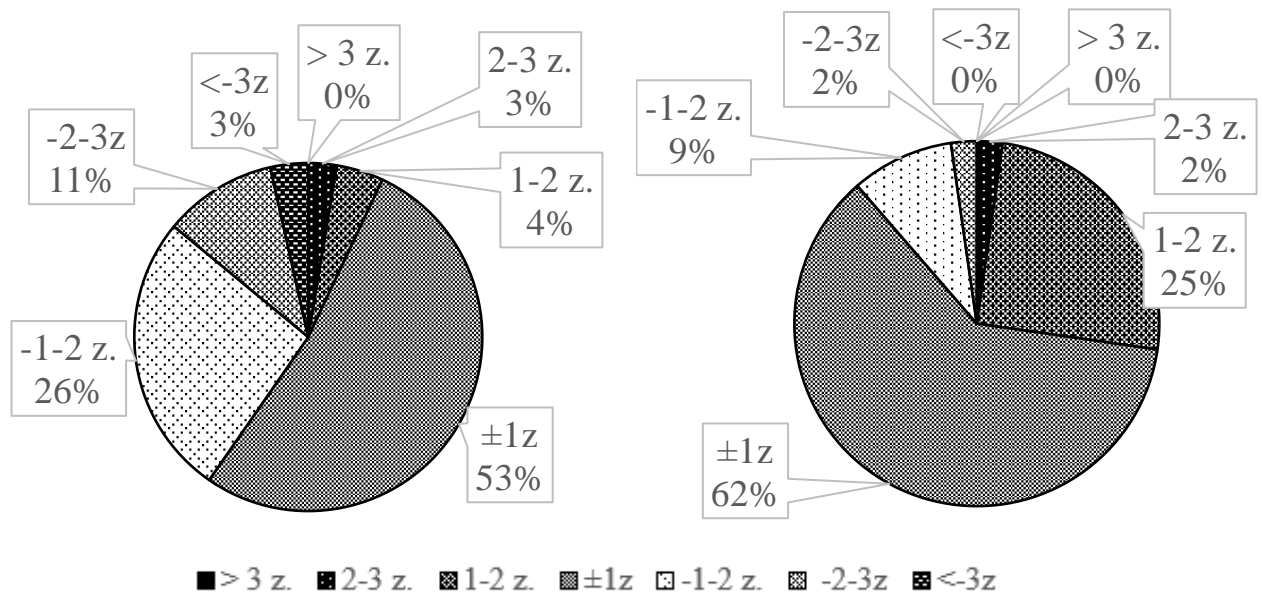 > 3 z.
0%
2-3 z.
3%
1-2 z.
4%
±1z
53%
-1-2 z.
26%
-2-3z
11%
<-3z
3%
> 3 z.
0%
2-3 z.
2%
1-2 z.
25%
±1z
62%
-1-2 z.
9%
-2-3z
2%
<-3z
0%
> 3 z. 2-3 z. 1-2 z. ±1z -1-2 z. -2-3z <-3z